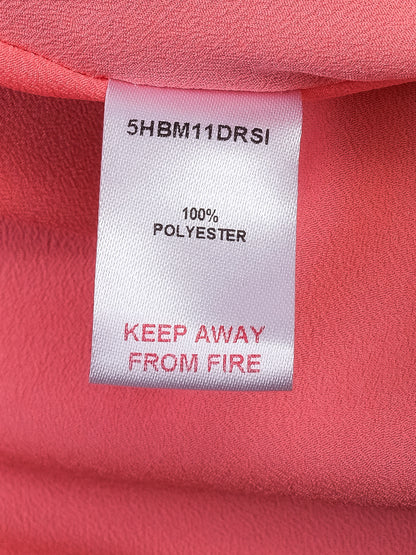 5HBM11DRSI
100%
POLYESTER
KEEP AWAY
FROM FIRE